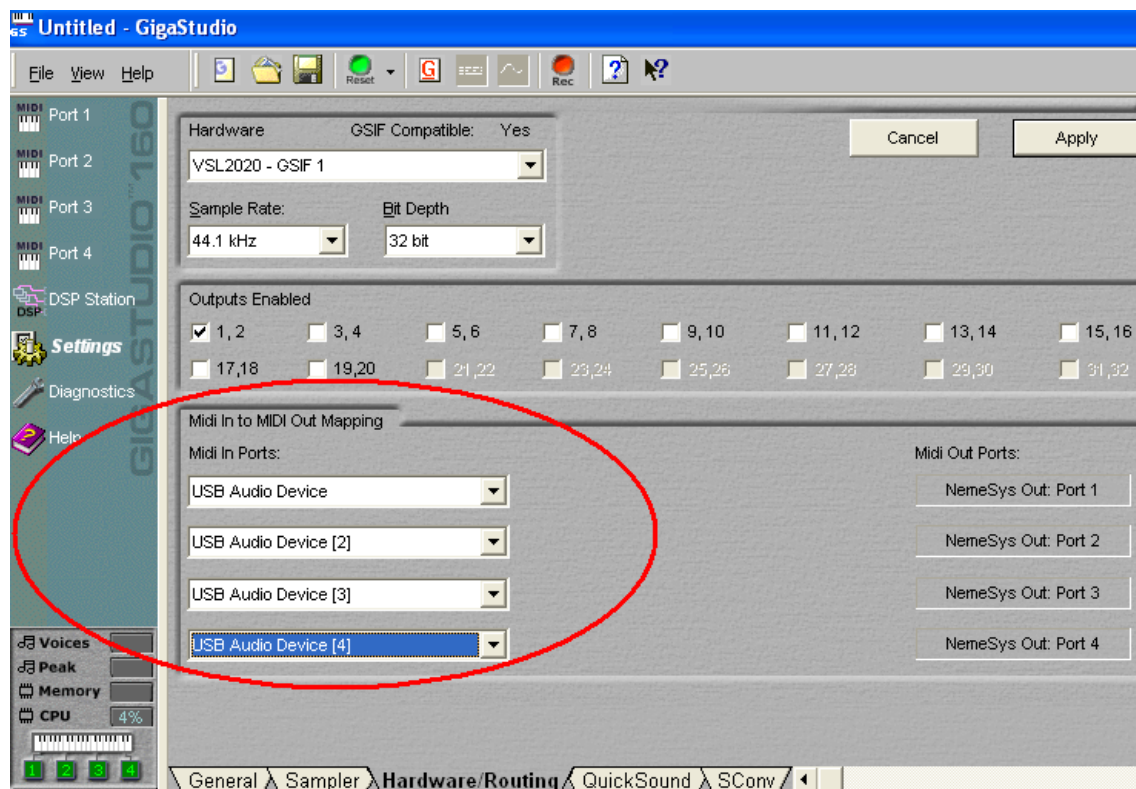 Untitled - GigaStudio
File View Help
Reset
G
Rec
MIDI Port 1
MIDI Port 2
MIDI Port 3
MIDI Port 4
DSP DSP Station
Settings
Diagnostics
Help
GIGASTUDIO™160
Hardware GSIF Compatible: Yes
VSL2020 - GSIF 1
Cancel Apply
Sample Rate: Bit Depth
44.1 kHz 32 bit
Outputs Enabled
1, 2 3, 4 5, 6 7, 8 9, 10 11, 12 13, 14 15, 16
17,18 19,20 21,22 23,24 25,26 27,28 29,30 31,32
Midi In to MIDI Out Mapping
Midi In Ports: Midi Out Ports:
USB Audio Device NemeSys Out: Port 1
USB Audio Device [2] NemeSys Out: Port 2
USB Audio Device [3] NemeSys Out: Port 3
USB Audio Device [4] NemeSys Out: Port 4
Voices
Peak
Memory
CPU 4%
1 2 3 4
General Sampler Hardware/Routing QuickSound SConv